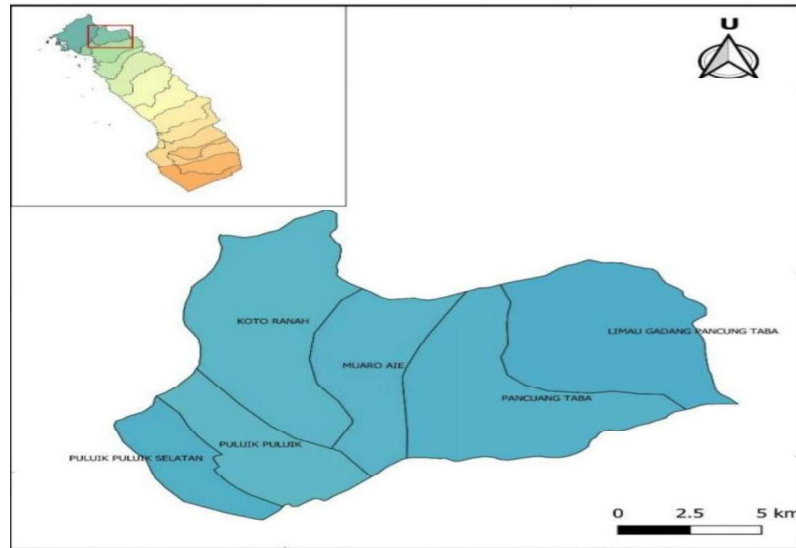 U
KOTO RANAH
LIMAU GADANG PANCUNG TABA
MUARO AIE
PANCUANG TABA
PULUIK PULUIK
PULUIK PULUIK SELATAN
0 2.5 5 km